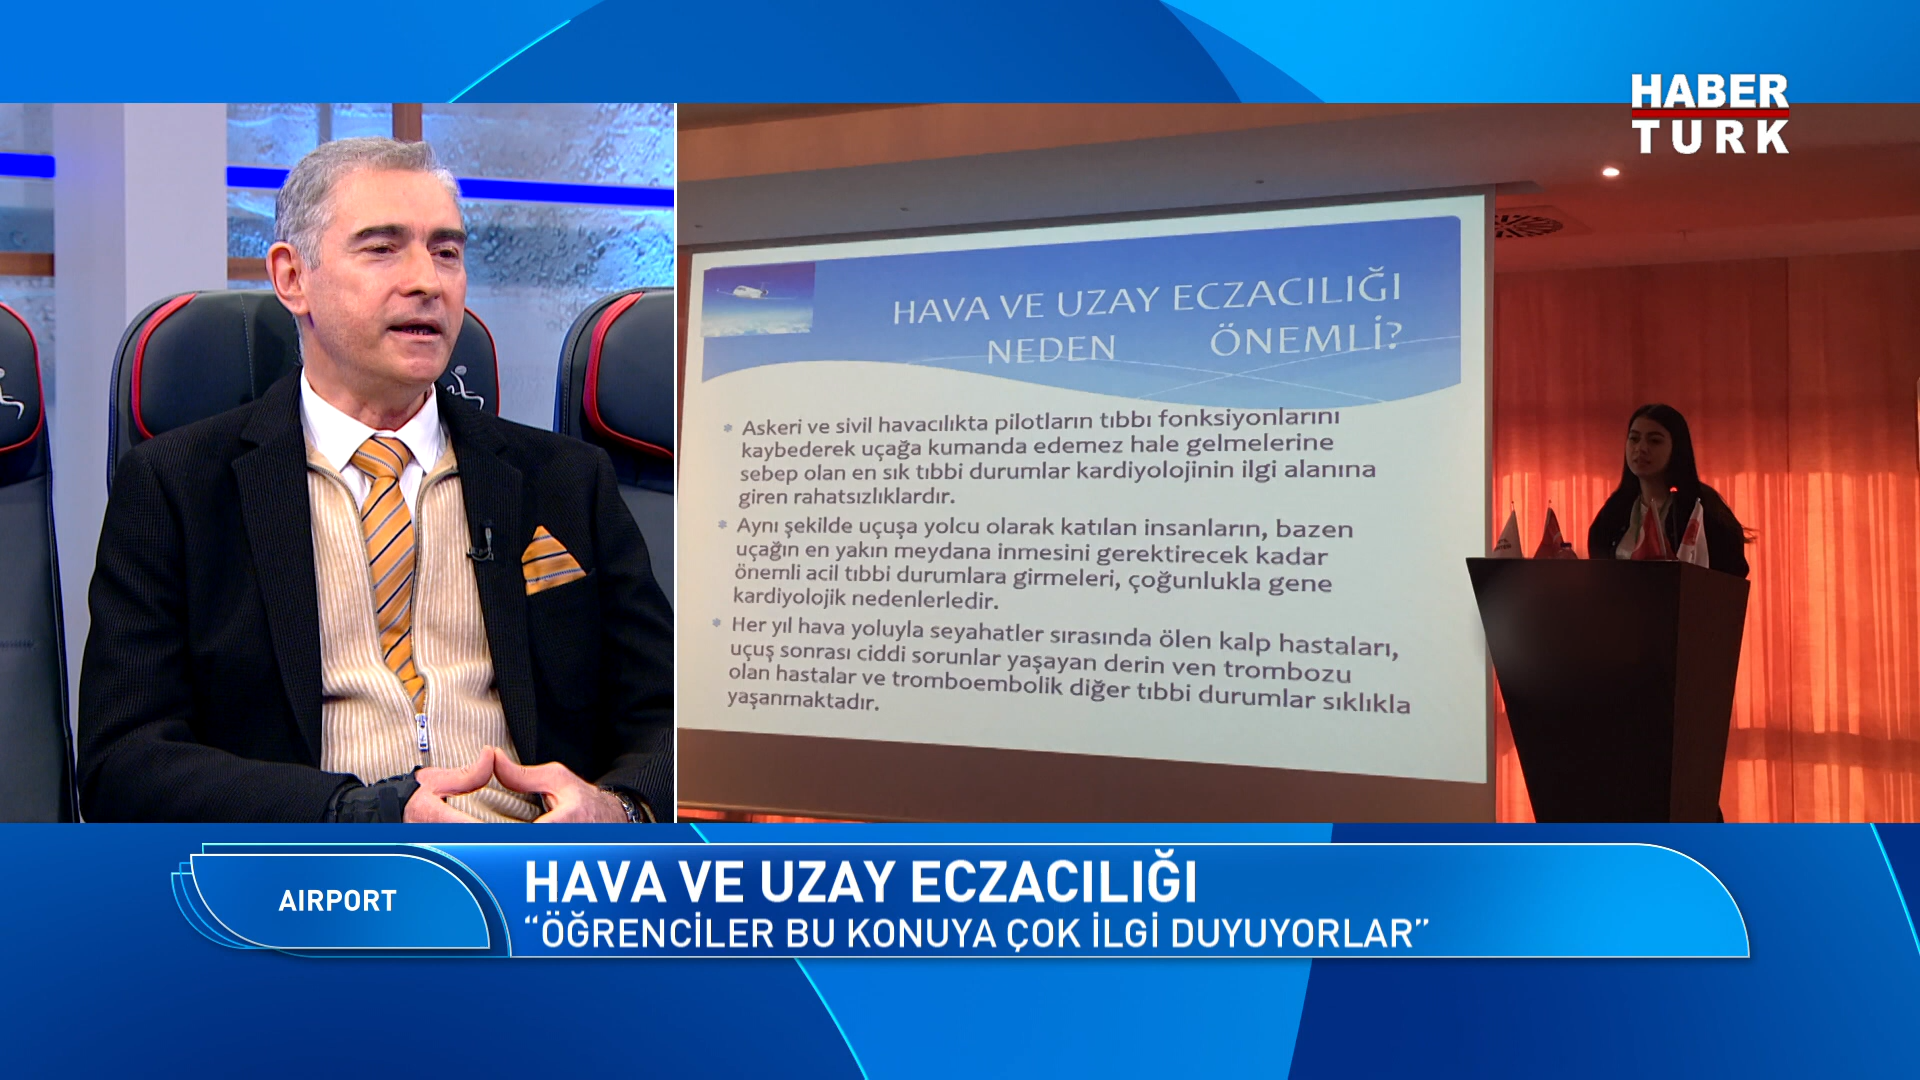 HABER
TURK
HAVA VE UZAY ECZACILIĞI
NEDEN ÖNEMLİ?
Askeri ve sivil havacılıkta pilotların tıbbı fonksiyonlarını
kaybederek uçağa kumanda edemez hale gelmelerine
sebep olan en sık tıbbi durumlar kardiyolojinin ilgi alanına
giren rahatsızlıklardır.
Aynı şekilde uçuşa yolcu olarak katılan insanların, bazen
uçağın en yakın meydana inmesini gerektirecek kadar
önemli acil tıbbi durumlara girmeleri, çoğunlukla gene
kardiyolojik nedenlerledir.
Her yıl hava yoluyla seyahatler sırasında ölen kalp hastaları,
uçuş sonrası ciddi sorunlar yaşayan derin ven trombozu
olan hastalar ve tromboembolik diğer tıbbi durumlar sıklıkla
yaşanmaktadır.
AIRPORT
HAVA VE UZAY ECZACILIĞI
“ÖĞRENCİLER BU KONUYA ÇOK İLGİ DUYUYORLAR”